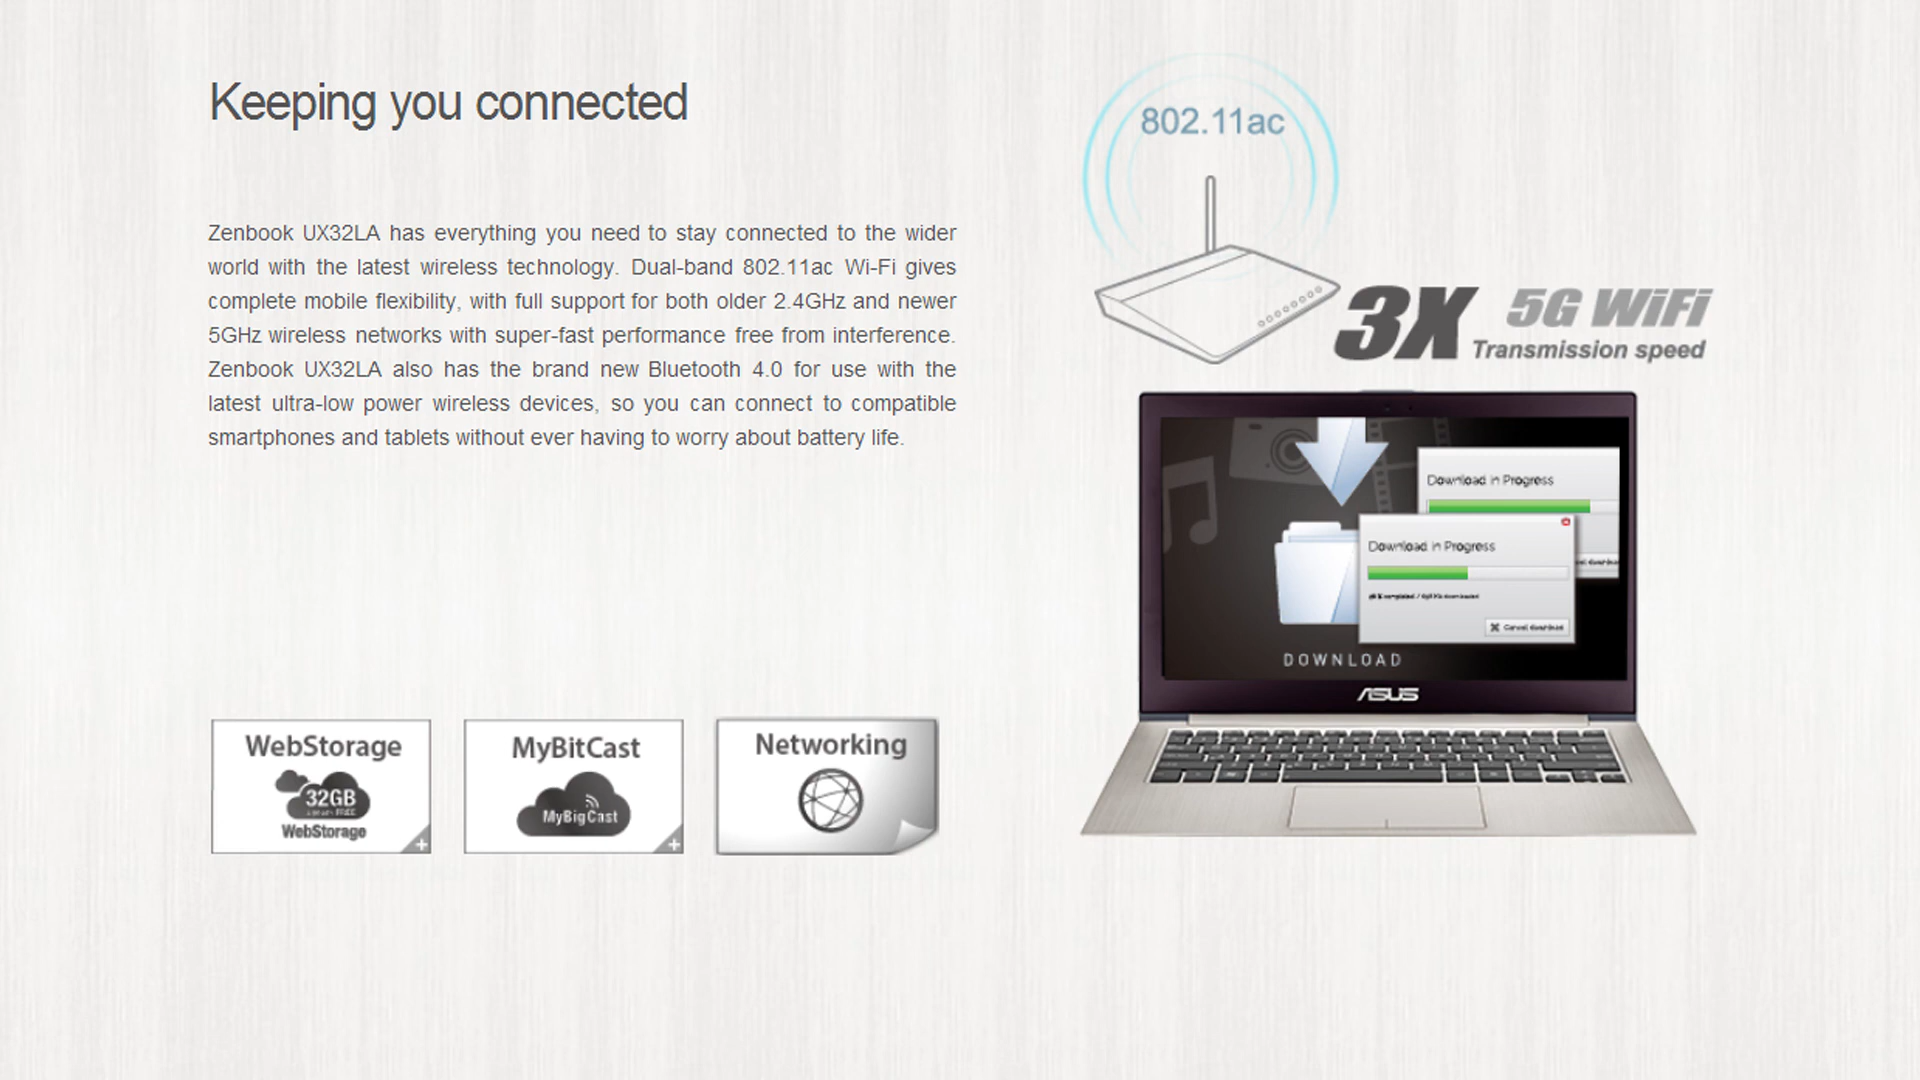 Keeping you connected
802.11ac
Zenbook UX32LA has everything you need to stay connected to the wider
world with the latest wireless technology. Dual-band 802.11ac Wi-Fi gives
complete mobile flexibility, with full support for both older 2.4GHz and newer
5GHz wireless networks with super-fast performance free from interference.
Zenbook UX32LA also has the brand new Bluetooth 4.0 for use with the
latest ultra-low power wireless devices, so you can connect to compatible
smartphones and tablets without ever having to worry about battery life.
3X 5G WiFi
Transmission speed
Download in Progress
Download in Progress
Cancel download
DOWNLOAD
ASUS
WebStorage
32GB
FREE
WebStorage
MyBitCast
MyBigCast
Networking